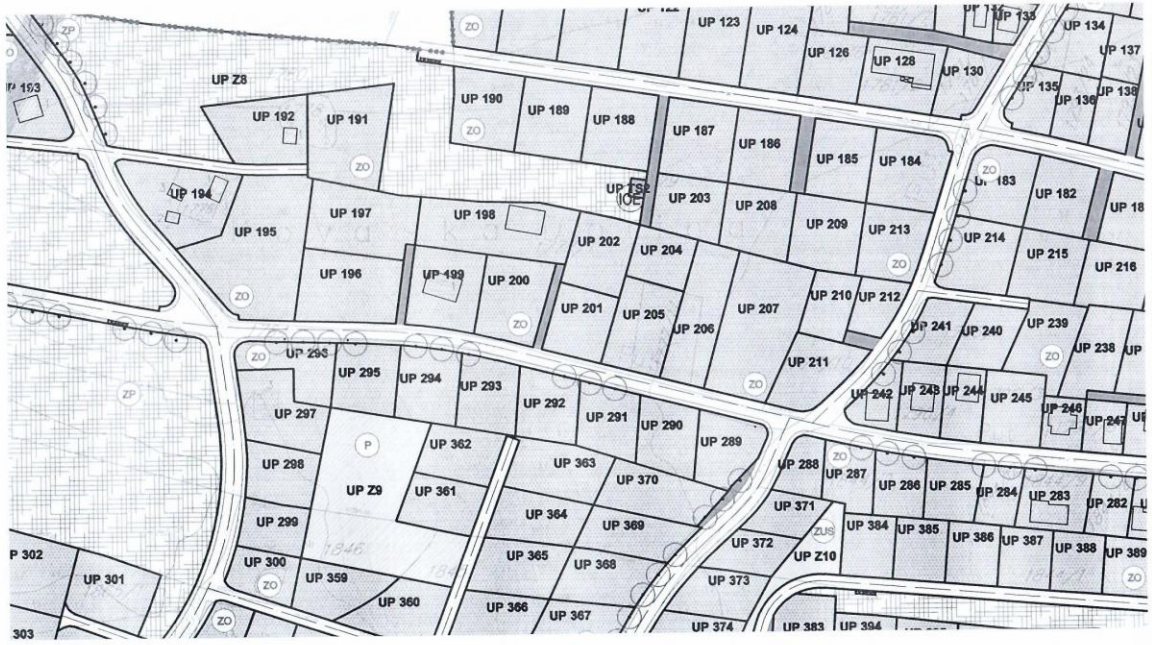 UP 123
UP 124
UP 133
UP 134
UP 137
UP 126
UP 128
UP 130
UP 135
UP 136
UP 138
ZP
ZO
UP Z8
UP 192
UP 191
ZO
UP 190
ZO
UP 189
UP 188
UP 187
UP 186
UP 185
UP 184
ZO
UP 183
UP 182
UP 194
UP 195
ZO
UP 197
UP 196
UP 198
UP 199
UP 200
ZO
UP TS2
UP 203
UP 208
UP 209
UP 213
ZO
UP 214
UP 215
UP 216
UP 202
UP 204
UP 201
UP 205
UP 206
UP 207
ZO
UP 210
UP 212
UP 211
UP 241
UP 240
UP 239
ZO
UP 238
UP
ZP
ZO
UP 295
UP 294
UP 293
UP 292
UP 291
UP 290
UP 289
UP 242
UP 243
UP 244
UP 245
UP 246
UP 247
UP 297
P
UP 362
UP 298
UP Z9
UP 361
UP 363
UP 370
UP 288
ZO
UP 287
UP 286
UP 285
UP 284
UP 283
UP 282
UP 299
UP 364
UP 369
UP 371
ZUS
UP 384
UP 385
UP 386
UP 387
UP 388
UP 389
P 302
UP 301
UP 300
ZO
UP 359
1846
UP 365
UP 368
UP 372
UP Z10
ZO
UP 360
UP 366
UP 367
UP 373
UP 374
UP 383
UP 394
303
ZO